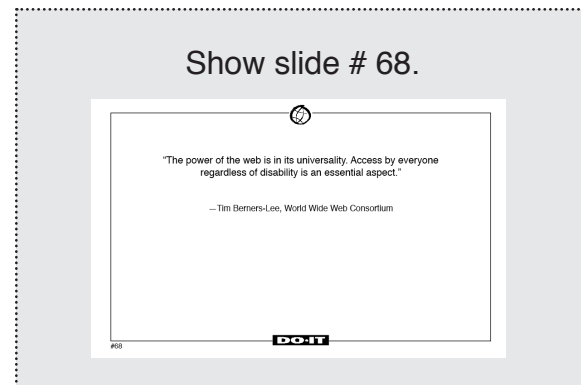 Show slide # 68.
“The power of the web is in its universality. Access by everyone
regardless of disability is an essential aspect.”
—Tim Berners-Lee, World Wide Web Consortium
DO-IT
#68